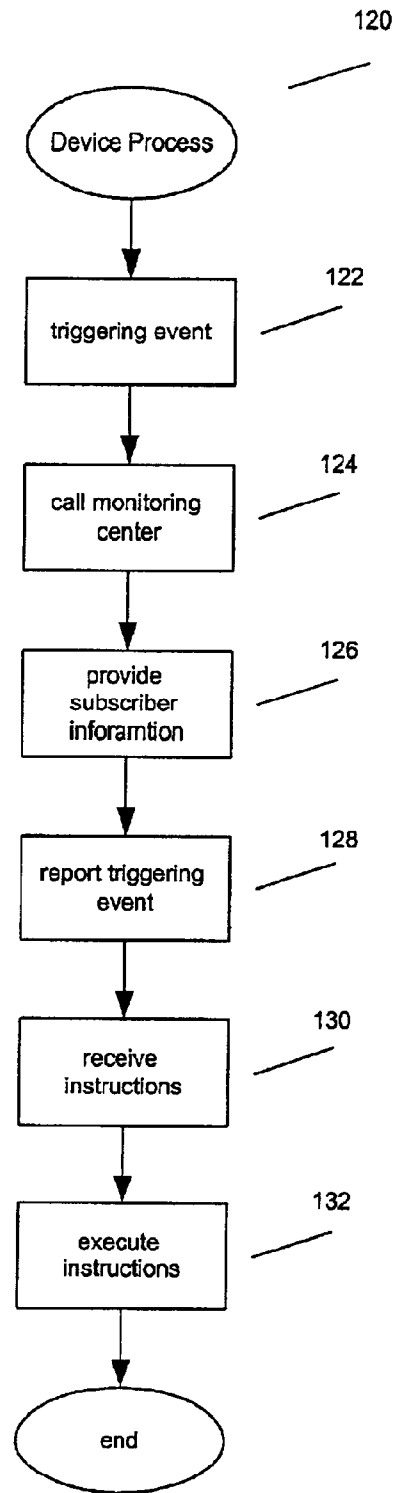 120
Device Process
122
triggering event
124
call monitoring
center
126
provide
subscriber
inforamtion
128
report triggering
event
130
receive
instructions
132
execute
instructions
end